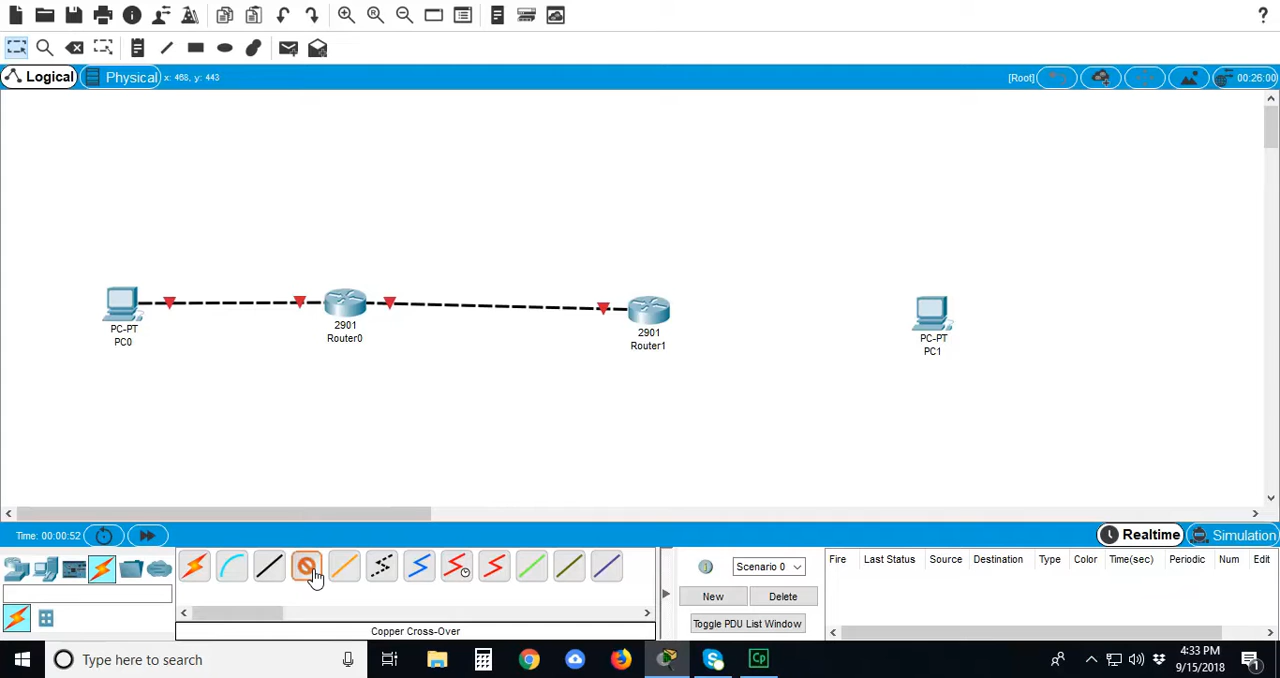 ?
Logical
Physical
x: 468, y: 443
[Root]
00:26:00
PC-PT
PC0
2901
Router0
2901
Router1
PC-PT
PC1
Time: 00:00:52
Realtime
Simulation
Scenario 0
New
Delete
Toggle PDU List Window
Fire Last Status Source Destination Type Color Time(sec) Periodic Num Edit
Copper Cross-Over
Type here to search
Cp
4:33 PM
9/15/2018
1